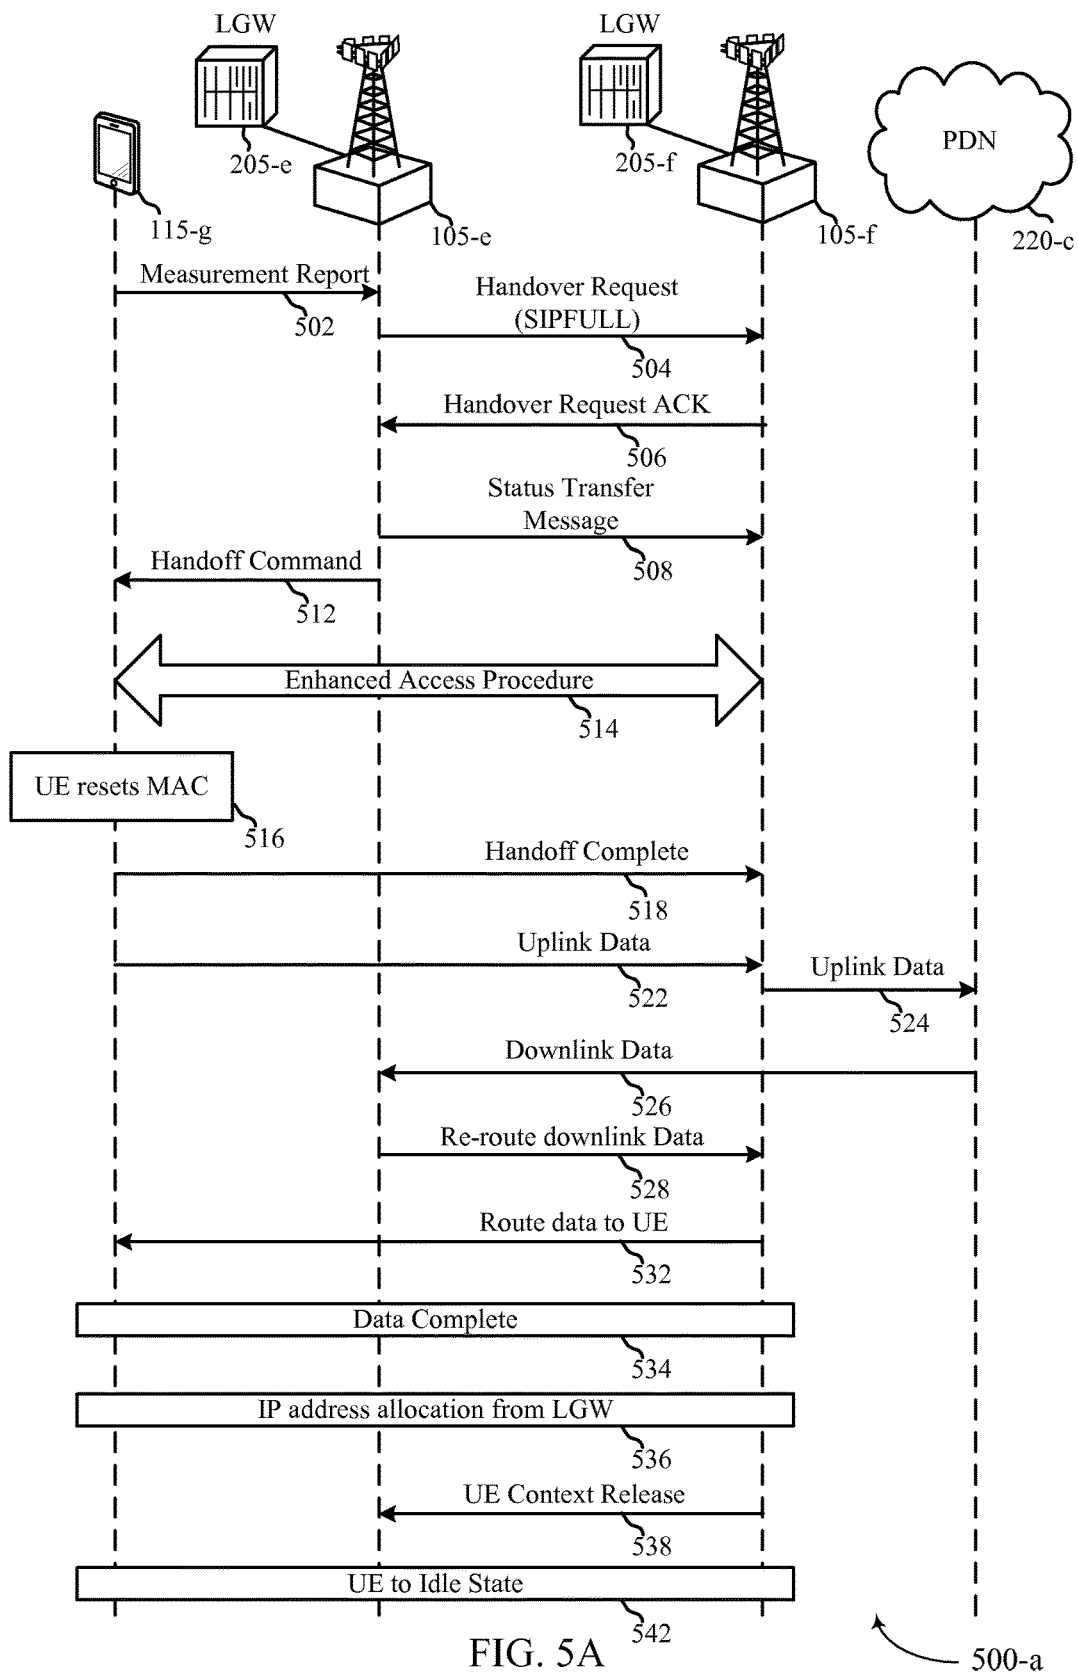 LGW
LGW
PDN
205-e
205-f
115-g
105-e
105-f
220-c
Measurement Report
502
Handover Request
(SIPFULL)
504
Handover Request ACK
506
Status Transfer
Message
508
Handoff Command
512
Enhanced Access Procedure
514
UE resets MAC
516
Handoff Complete
518
Uplink Data
522
Uplink Data
524
Downlink Data
526
Re-route downlink Data
528
Route data to UE
532
Data Complete
534
IP address allocation from LGW
536
UE Context Release
538
UE to Idle State
542
FIG. 5A
500-a